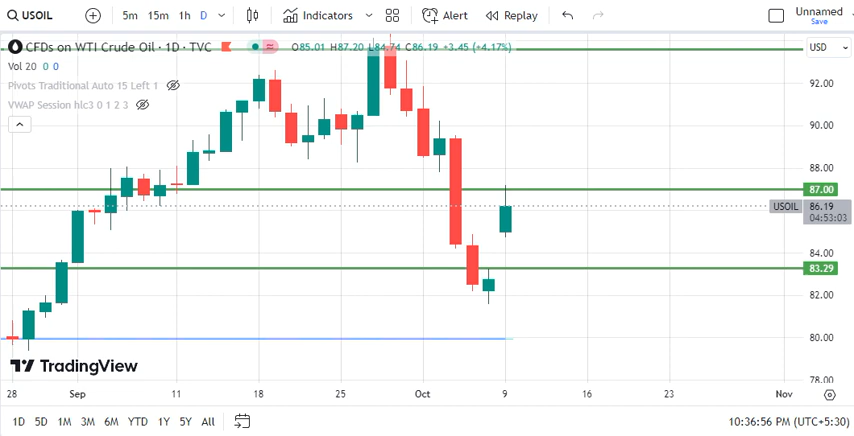 USOIL 5m 15m 1h D Indicators Alert Replay Unnamed
Save
CFDs on WTI Crude Oil · 1D · TVC O85.01 H87.20 L84.74 C86.19 +3.45 (+4.17%) USD
Vol 20 0 0
Pivots Traditional Auto 15 Left 1
VWAP Session hlc3 0 1 2 3
92.00
90.00
88.00
87.00
USOIL 86.19
04:53:03
84.00
83.29
82.00
80.00
78.00
TradingView
28 Sep 11 18 25 Oct 9 16 23 Nov
1D 5D 1M 3M 6M YTD 1Y 5Y All 10:36:56 PM (UTC+5:30)